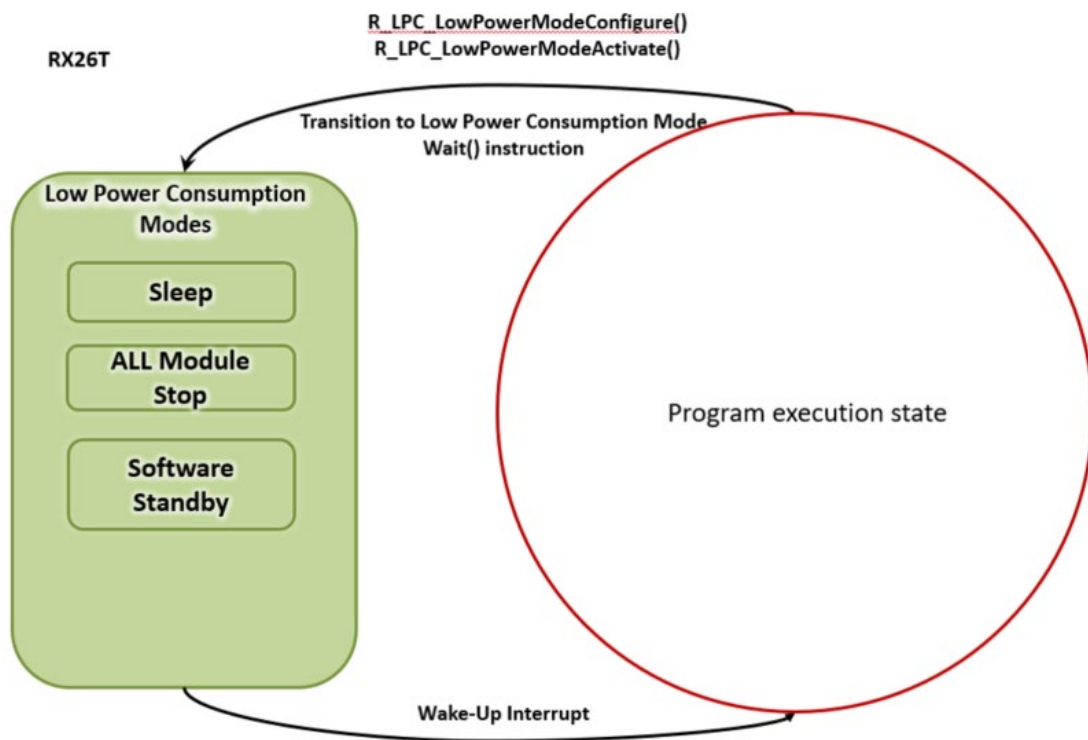 R_LPC_LowPowerModeConfigure()
R_LPC_LowPowerModeActivate()
RX26T
Transition to Low Power Consumption Mode
Wait() instruction
Low Power Consumption
Modes
Sleep
ALL Module
Stop
Software
Standby
Program execution state
Wake-Up Interrupt